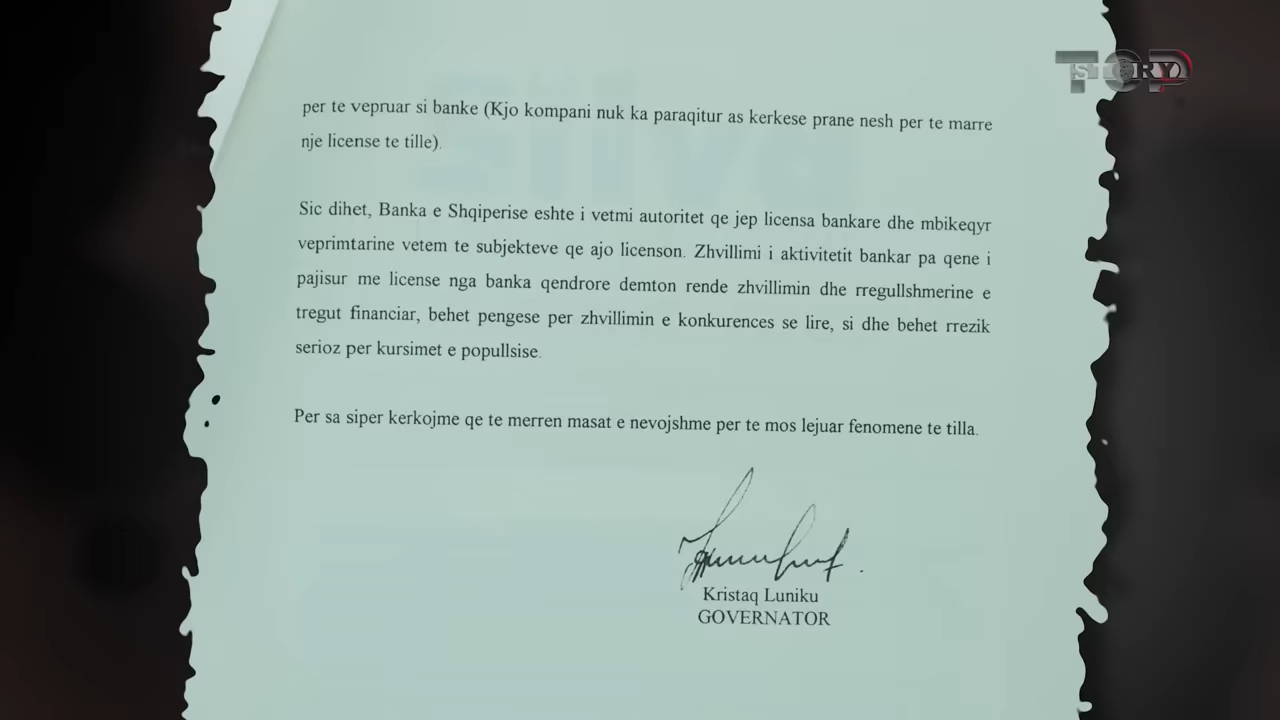 TOP STORY
per te vepruar si banke (Kjo kompani nuk ka paraqitur as kerkese prane nesh per te marre
nje license te tille).
Sic dihet, Banka e Shqiperise eshte i vetmi autoritet qe jep licensa bankare dhe mbikeqyr
veprimtarine vetem te subjekteve qe ajo licenson. Zhvillimi i aktivitetit bankar pa qene i
pajisur me license nga banka qendrore demton rende zhvillimin dhe rregullshmerine e
tregut financiar, behet pengese per zhvillimin e konkurences se lire, si dhe behet rrezik
serioz per kursimet e popullsise.
Per sa siper kerkojme qe te merren masat e nevojshme per te mos lejuar fenomene te tilla.
Kristaq Luniku
GOVERNATOR